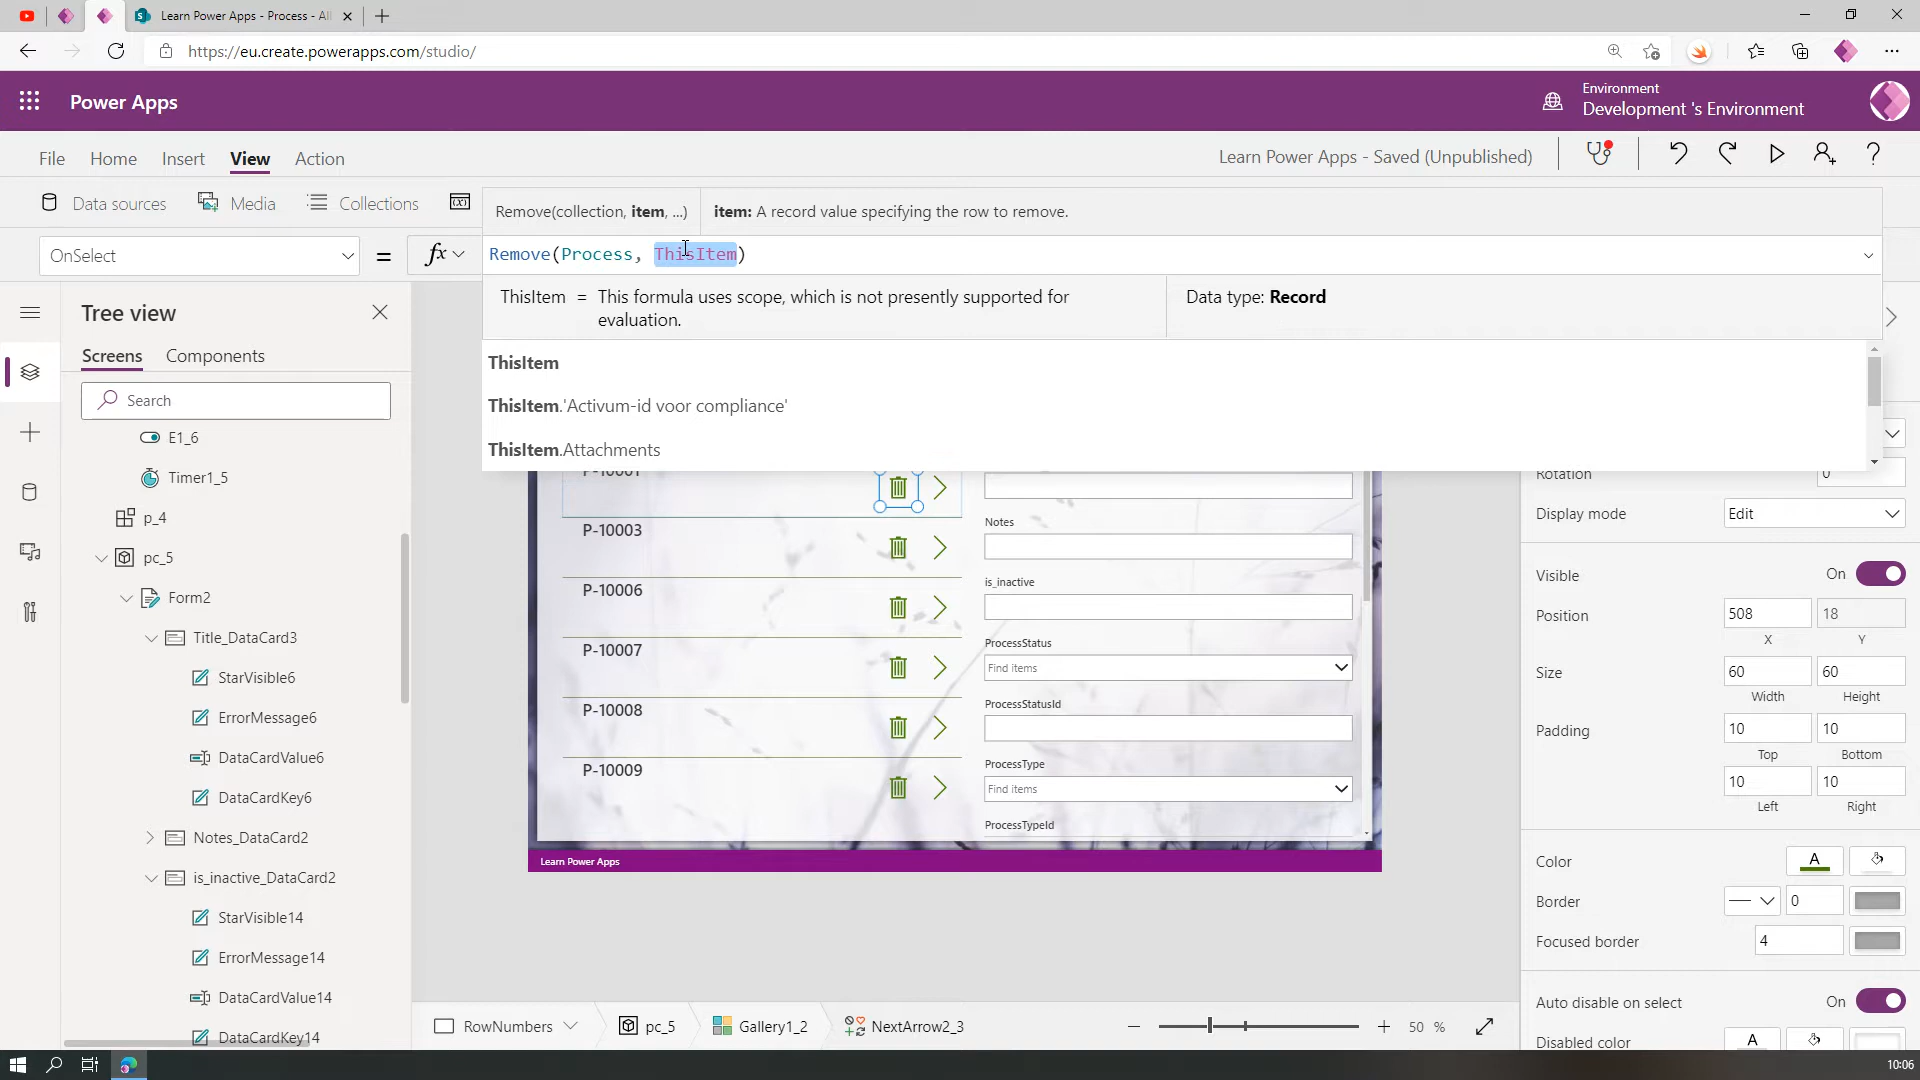 Learn Power Apps - Process - All
https://eu.create.powerapps.com/studio/
Power Apps
Environment
Development 's Environment
File
Home
Insert
View
Action
Learn Power Apps - Saved (Unpublished)
Data sources
Media
Collections
Remove(collection, item, ...)
item: A record value specifying the row to remove.
OnSelect
=
fx
Remove(Process, ThisItem)
ThisItem = This formula uses scope, which is not presently supported for
evaluation.
Data type: Record
ThisItem
ThisItem.'Activum-id voor compliance'
ThisItem.Attachments
Tree view
Screens
Components
Search
E1_6
Timer1_5
p_4
pc_5
Form2
Title_DataCard3
StarVisible6
ErrorMessage6
DataCardValue6
DataCardKey6
Notes_DataCard2
is_inactive_DataCard2
StarVisible14
ErrorMessage14
DataCardValue14
DataCardKey14
P-10001
P-10003
P-10006
P-10007
P-10008
P-10009
Notes
is_inactive
ProcessStatus
Find items
ProcessStatusId
ProcessType
Find items
ProcessTypeId
Learn Power Apps
Rotation
0
Display mode
Edit
Visible
On
Position
508
18
X
Y
Size
60
60
Width
Height
Padding
10
10
Top
Bottom
10
10
Left
Right
Color
A
Border
0
Focused border
4
Auto disable on select
On
Disabled color
A
RowNumbers
pc_5
Gallery1_2
NextArrow2_3
50 %
10:06